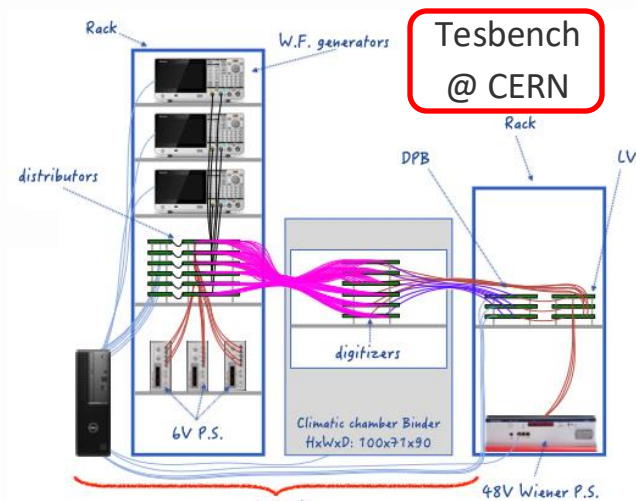 Rack
W.F. generators
Tesbench
@ CERN
Rack
DPB
LV
distributors
digitizers
6V P.S.
Climatic chamber Binder
HxWxD: 100x71x90
48V Wiener P.S.